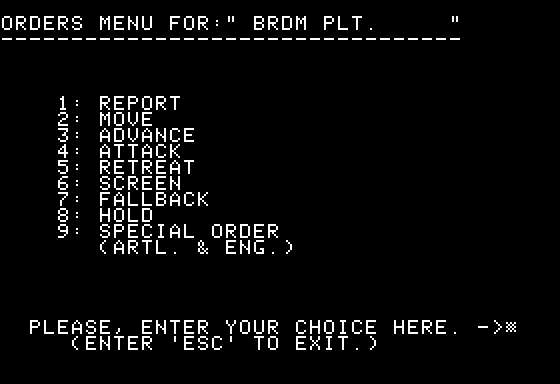 ORDERS MENU FOR:" BRDM PLT.      "
---------------------------------
1: REPORT
2: MOVE
3: ADVANCE
4: ATTACK
5: RETREAT
6: SCREEN
7: FALLBACK
8: HOLD
9: SPECIAL ORDER
(ARTL. & ENG.)
PLEASE, ENTER YOUR CHOICE HERE. ->
(ENTER 'ESC' TO EXIT.)